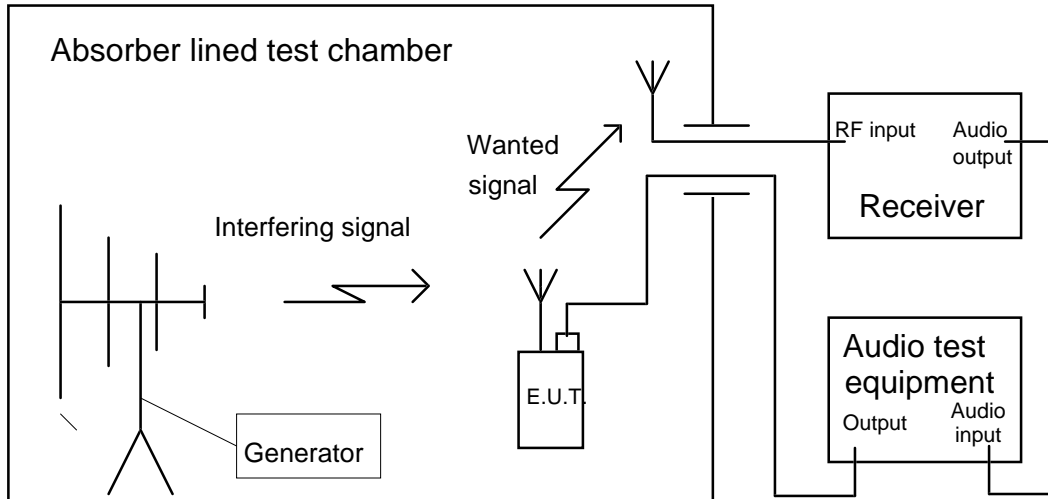 Absorber lined test chamber
Wanted
signal
Interfering signal
E.U.T.
Generator
RF input
Audio
output
Receiver
Audio test
equipment
Output
Audio
input